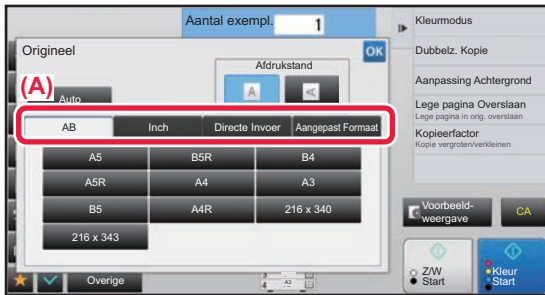 Aantal exempl. 1
Origineel
OK
Afdrukstand
A
A
(A)
Auto
AB
Inch
Directe Invoer
Aangepast Formaat
A5
B5R
B4
A5R
A4
A3
B5
A4R
216 x 340
216 x 343
Overige
A3
4
Kleurmodus
Dubbelz. Kopie
Aanpassing Achtergrond
Lege pagina Overslaan
Lege pagina in orig. overslaan
Kopieerfactor
Kopie vergroten/verkleinen
Voorbeeld-
weergave
CA
Z/W
Start
Kleur
Start